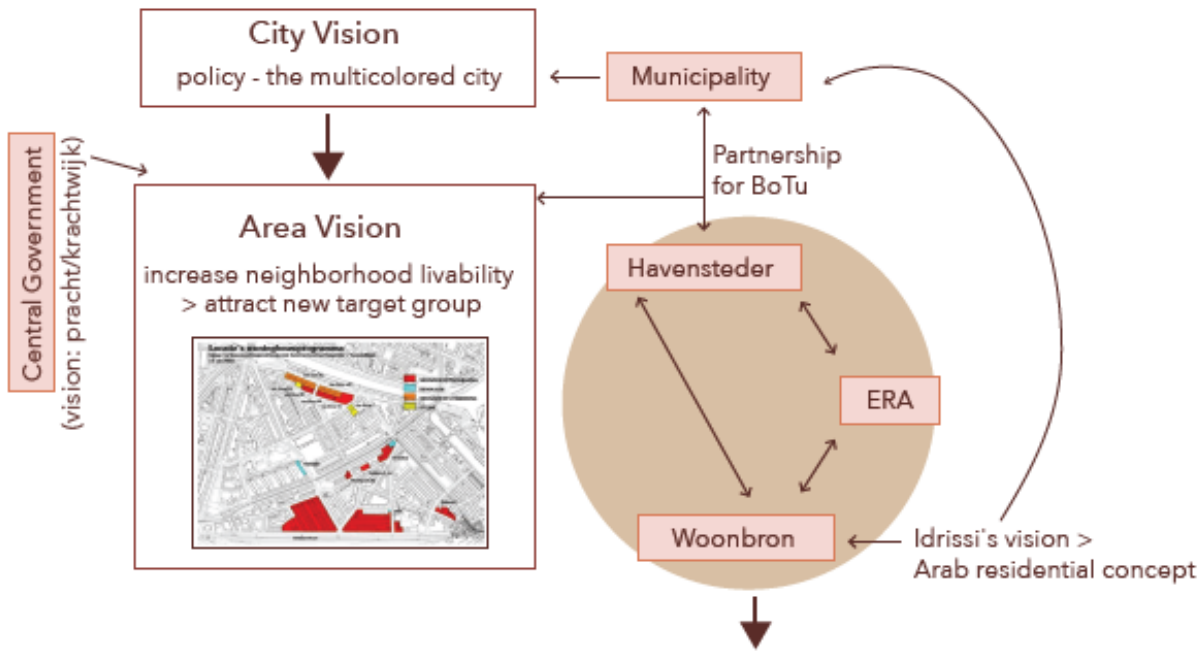 City Vision
policy - the multicolored city
Municipality
Central Government
(vision: pracht/krachtwijk)
Partnership
for BoTu
Area Vision
increase neighborhood livability
> attract new target group
Havensteder
ERA
Woonbron
Idrissi's vision >
Arab residential concept